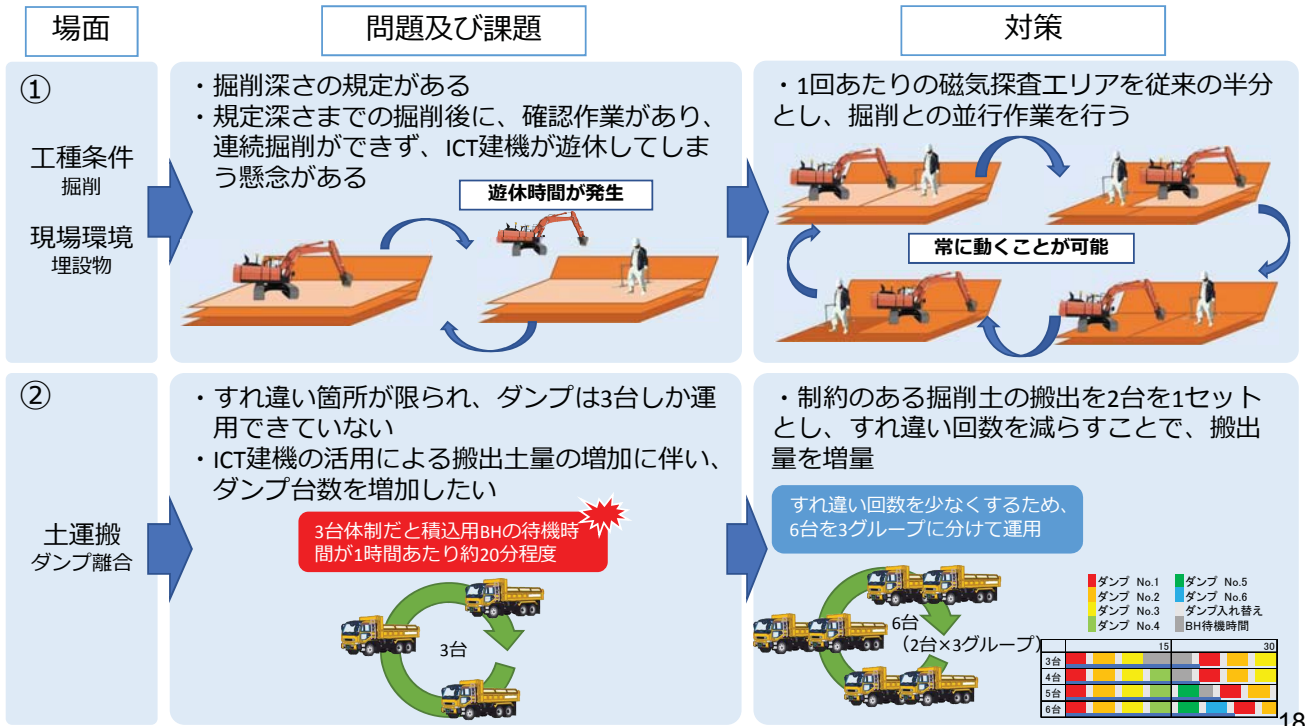 場面
問題及び課題
対策
①
工種条件
掘削
現場環境
埋設物
・掘削深さの規定がある
・規定深さまでの掘削後に、確認作業があり、
連続掘削ができず、ICT建機が遊休してしま
う懸念がある
遊休時間が発生
・1回あたりの磁気探査エリアを従来の半分
とし、掘削との並行作業を行う
常に動くことが可能
②
土運搬
ダンプ離合
・すれ違い箇所が限られ、ダンプは3台しか運
用できていない
・ICT建機の活用による搬出土量の増加に伴い、
ダンプ台数を増加したい
3台体制だと積込用BHの待機時
間が1時間あたり約20分程度
3台
・制約のある掘削土の搬出を2台を1セット
とし、すれ違い回数を減らすことで、搬出
量を増量
すれ違い回数を少なくするため、
6台を3グループに分けて運用
6台
（2台×3グループ）
ダンプ No.1 ダンプ No.5
ダンプ No.2 ダンプ No.6
ダンプ No.3 ダンプ入れ替え
ダンプ No.4 BH待機時間
15 30
3台
4台
5台
6台
18